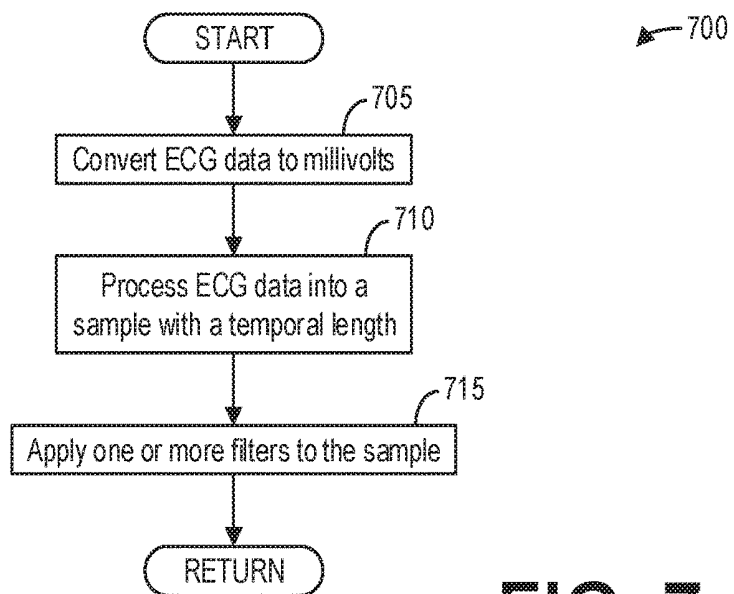 START
700
705
Convert ECG data to millivolts
710
Process ECG data into a
sample with a temporal length
715
Apply one or more filters to the sample
RETURN